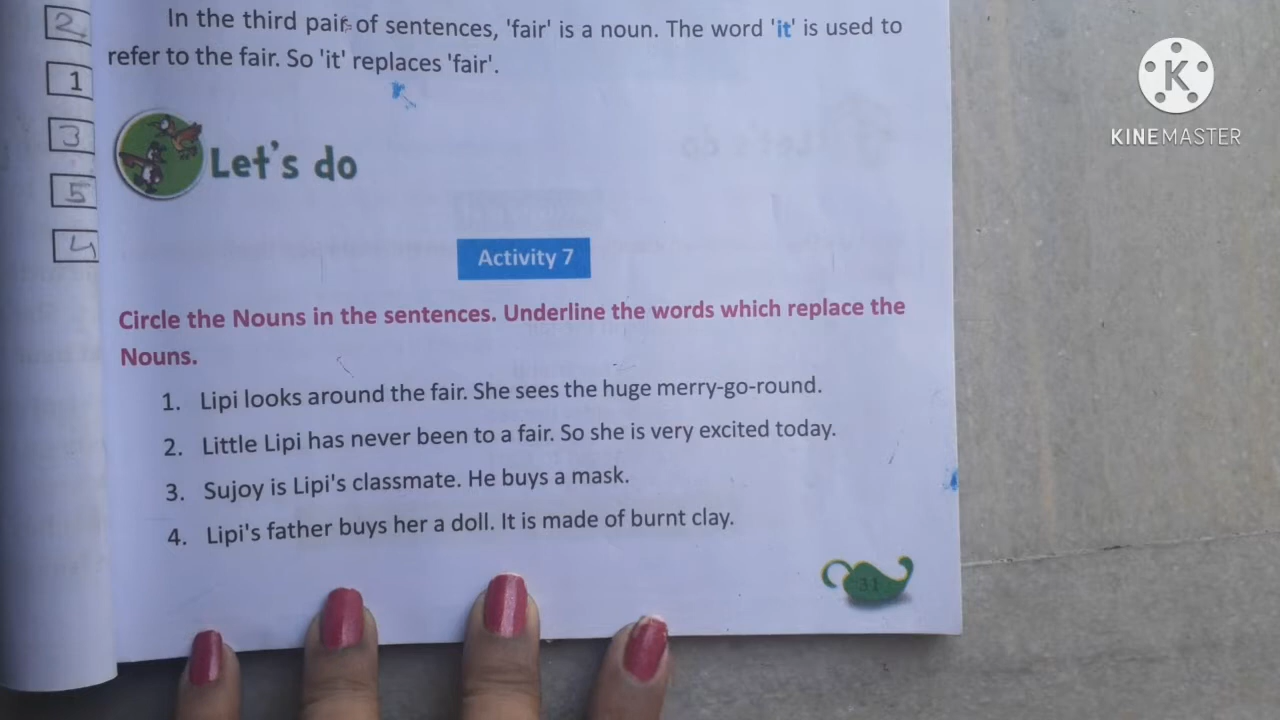 2
1
3
5
4
In the third pair of sentences, 'fair' is a noun. The word 'it' is used to
refer to the fair. So 'it' replaces 'fair'.
K
KINEMASTER
Let's do
Activity 7
Circle the Nouns in the sentences. Underline the words which replace the
Nouns.
1. Lipi looks around the fair. She sees the huge merry-go-round.
2. Little Lipi has never been to a fair. So she is very excited today.
3. Sujoy is Lipi's classmate. He buys a mask.
4. Lipi's father buys her a doll. It is made of burnt clay.
31